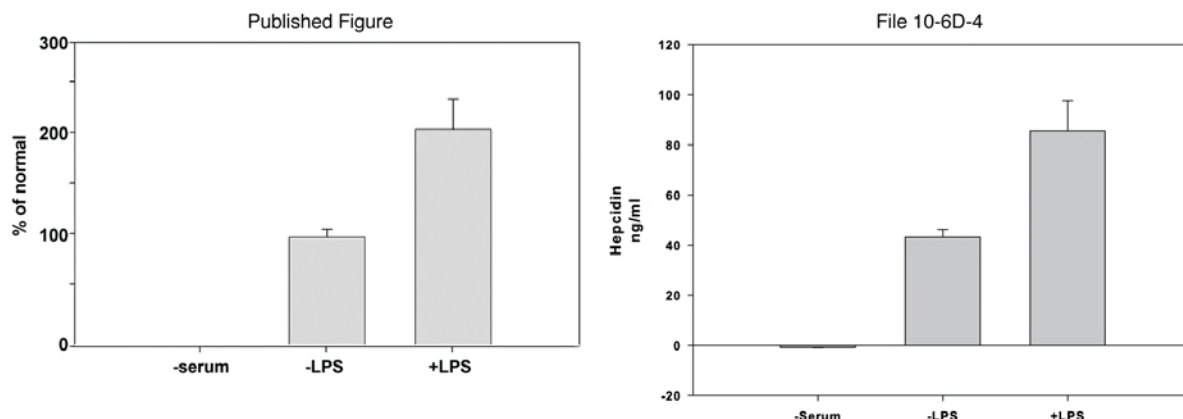 Published Figure
300
200
100
0
% of normal
-serum -LPS +LPS
File 10-6D-4
120
100
80
60
40
20
0
-20
Hepcidin
ng/ml
-Serum -LPS +LPS